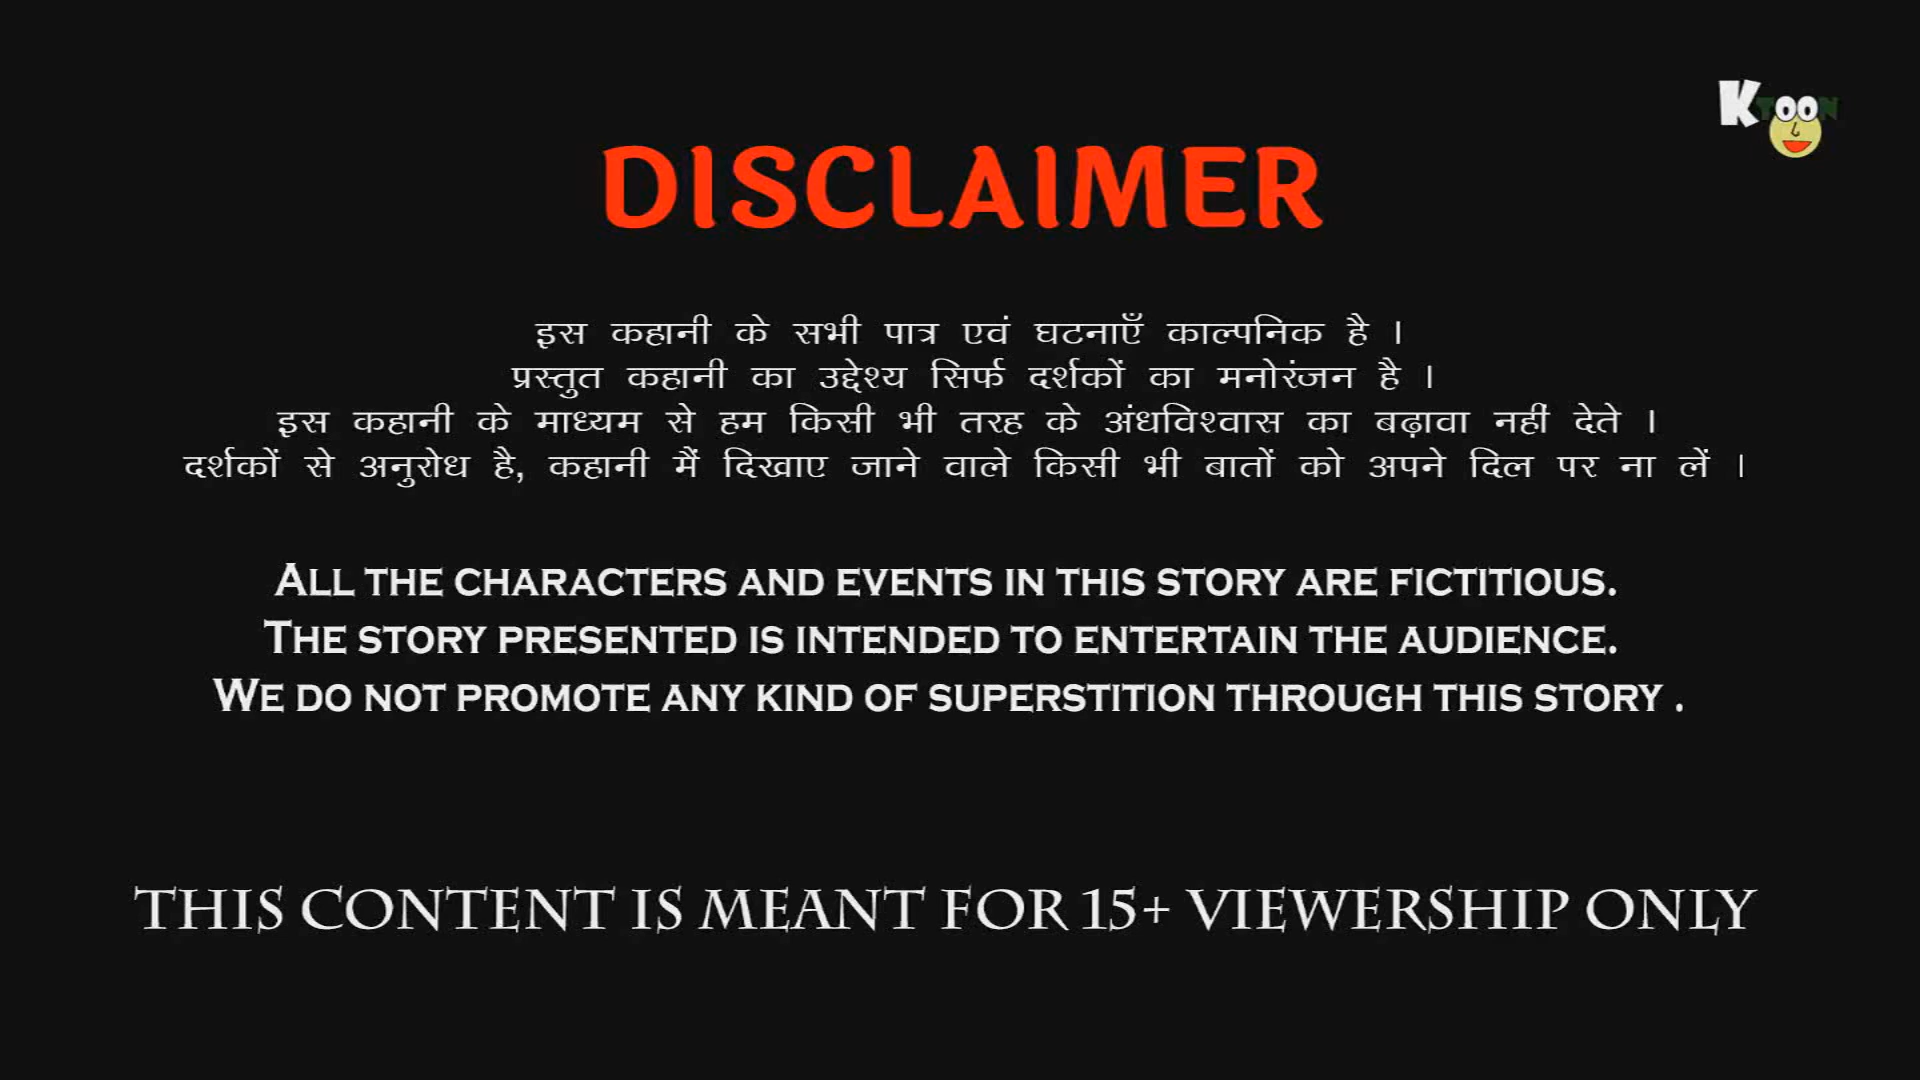 KTOON
DISCLAIMER
इस कहानी के सभी पात्र एवं घटनाएँ काल्पनिक है ।
प्रस्तुत कहानी का उद्देश्य सिर्फ दर्शकों का मनोरंजन है ।
इस कहानी के माध्यम से हम किसी भी तरह के अंधविश्वास का बढ़ावा नहीं देते ।
दर्शकों से अनुरोध है, कहानी मैं दिखाए जाने वाले किसी भी बातों को अपने दिल पर ना लें ।
ALL THE CHARACTERS AND EVENTS IN THIS STORY ARE FICTITIOUS.
THE STORY PRESENTED IS INTENDED TO ENTERTAIN THE AUDIENCE.
WE DO NOT PROMOTE ANY KIND OF SUPERSTITION THROUGH THIS STORY .
THIS CONTENT IS MEANT FOR 15+ VIEWERSHIP ONLY